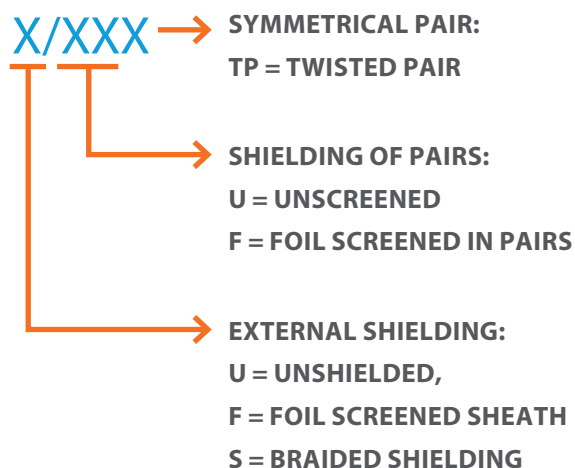 X/XXX
SYMMETRICAL PAIR:
TP = TWISTED PAIR
SHIELDING OF PAIRS:
U = UNSCREENED
F = FOIL SCREENED IN PAIRS
EXTERNAL SHIELDING:
U = UNSHIELDED,
F = FOIL SCREENED SHEATH
S = BRAIDED SHIELDING